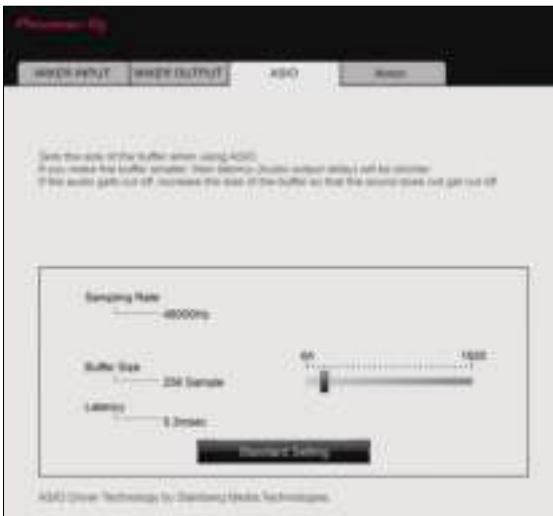 Pioneer Dj
MIXER INPUT MIXER OUTPUT ASIO About
Sets the size of the buffer when using ASIO.
If you make the buffer smaller, then latency (audio output delay) will be shorter.
If the audio gets cut off, increase the size of the buffer so that the sound does not get cut off.
Sampling Rate
48000Hz
64
Buffer Size
256 Sample
Latency
5.3msec
Standard Setting
ASIO Driver Technology by Steinberg Media Technologies